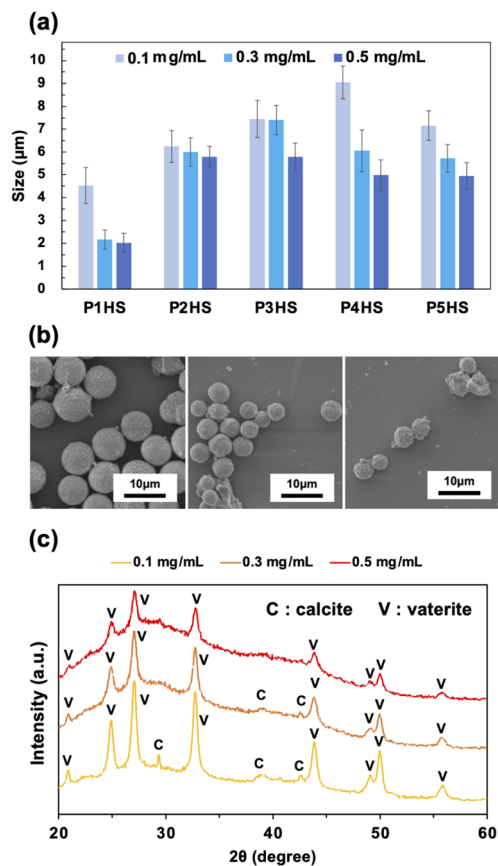 (a)
0.1 mg/mL 0.3 mg/mL 0.5 mg/mL
Size (μm)
10
9
8
7
6
5
4
3
2
1
0
P1HS P2HS P3HS P4HS P5HS
(b)
10μm 10μm 10μm
(c)
0.1 mg/mL 0.3 mg/mL 0.5 mg/mL
C : calcite V : vaterite
Intensity (a.u.)
V V V V V V V V
V V V V C C V V V V
V V V C V C C V V V V
20 30 40 50 60
2θ (degree)